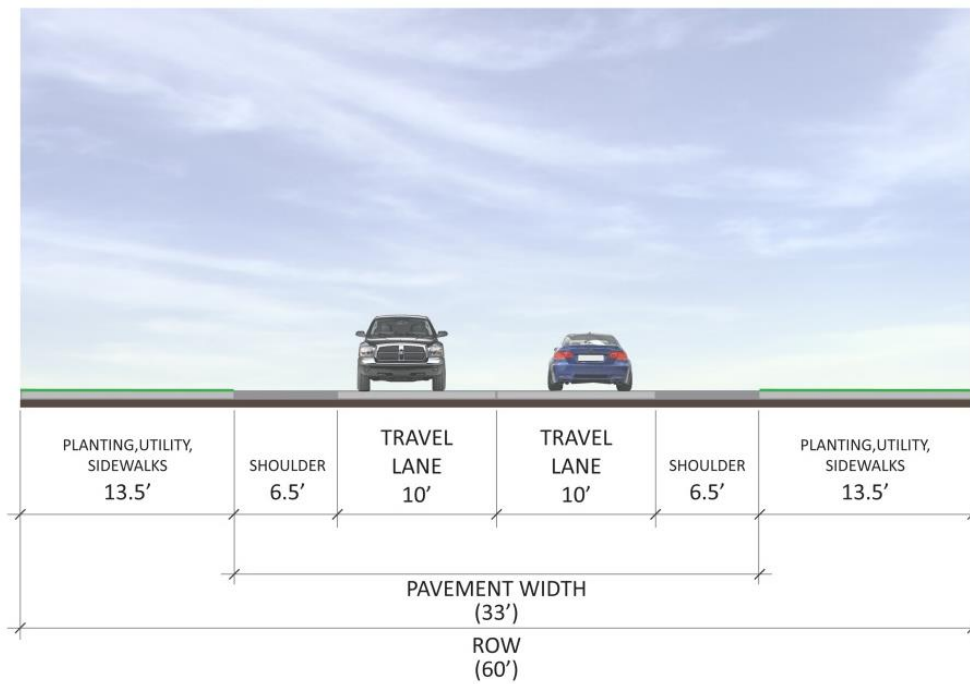 PLANTING,UTILITY,
SIDEWALKS
13.5’
SHOULDER
6.5’
TRAVEL
LANE
10’
TRAVEL
LANE
10’
SHOULDER
6.5’
PLANTING,UTILITY,
SIDEWALKS
13.5’
PAVEMENT WIDTH
(33’)
ROW
(60’)